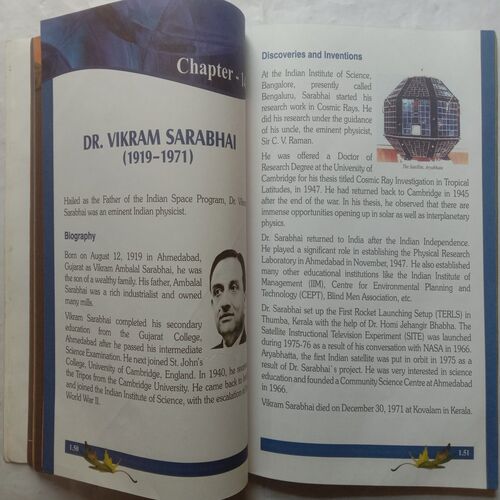 Chapter - 1
DR. VIKRAM SARABHAI
(1919–1971)
Hailed as the Father of the Indian Space Program, Dr.
Sarabhai was an eminent Indian physicist.
Biography
Born on August 12, 1919 in Ahmedabad,
Gujarat as Vikram Ambalal Sarabhai, he was
the son of a wealthy family. His father, Ambalal
Sarabhai was a rich industrialist and owned
many mills.
Vikram Sarabhai completed his secondary
education from the Gujarat College,
Ahmedabad after he passed his intermediate
Science Examination. He next joined St. John's
College, University of Cambridge, England. In 1940, he
the Tripos from the Cambridge University. He came back to
and joined the Indian Institute of Science, with the escalation of
World War II.
1.50
Discoveries and Inventions
At the Indian Institute of Science,
Bangalore, presently called
Bengaluru, Sarabhai started his
research work in Cosmic Rays. He
did his research under the guidance
of his uncle, the eminent physicist,
Sir C. V. Raman.
The Satellite, Aryabhata
He was offered a Doctor of
Research Degree at the University of
Cambridge for his thesis titled Cosmic Ray Investigation in Tropical
Latitudes, in 1947. He had returned back to Cambridge in 1945
after the end of the war. In his thesis, he observed that there are
immense opportunities opening up in solar as well as interplanetary
physics.
Dr. Sarabhai returned to India after the Indian Independence.
He played a significant role in establishing the Physical Research
Laboratory in Ahmedabad in November, 1947. He also established
many other educational institutions like the Indian Institute of
Management (IIM), Centre for Environmental Planning and
Technology (CEPT), Blind Men Association, etc.
Dr. Sarabhai set up the First Rocket Launching Setup (TERLS) in
Thumba, Kerala with the help of Dr. Homi Jehangir Bhabha. The
Satellite Instructional Television Experiment (SITE) was launched
during 1975-76 as a result of his conversation with NASA in 1966.
Aryabhatta, the first Indian satellite was put in orbit in 1975 as a
result of Dr. Sarabhai`s project. He was very interested in science
education and founded a Community Science Centre at Ahmedabad
in 1966.
Vikram Sarabhai died on December 30, 1971 at Kovalam in Kerala.
1.51